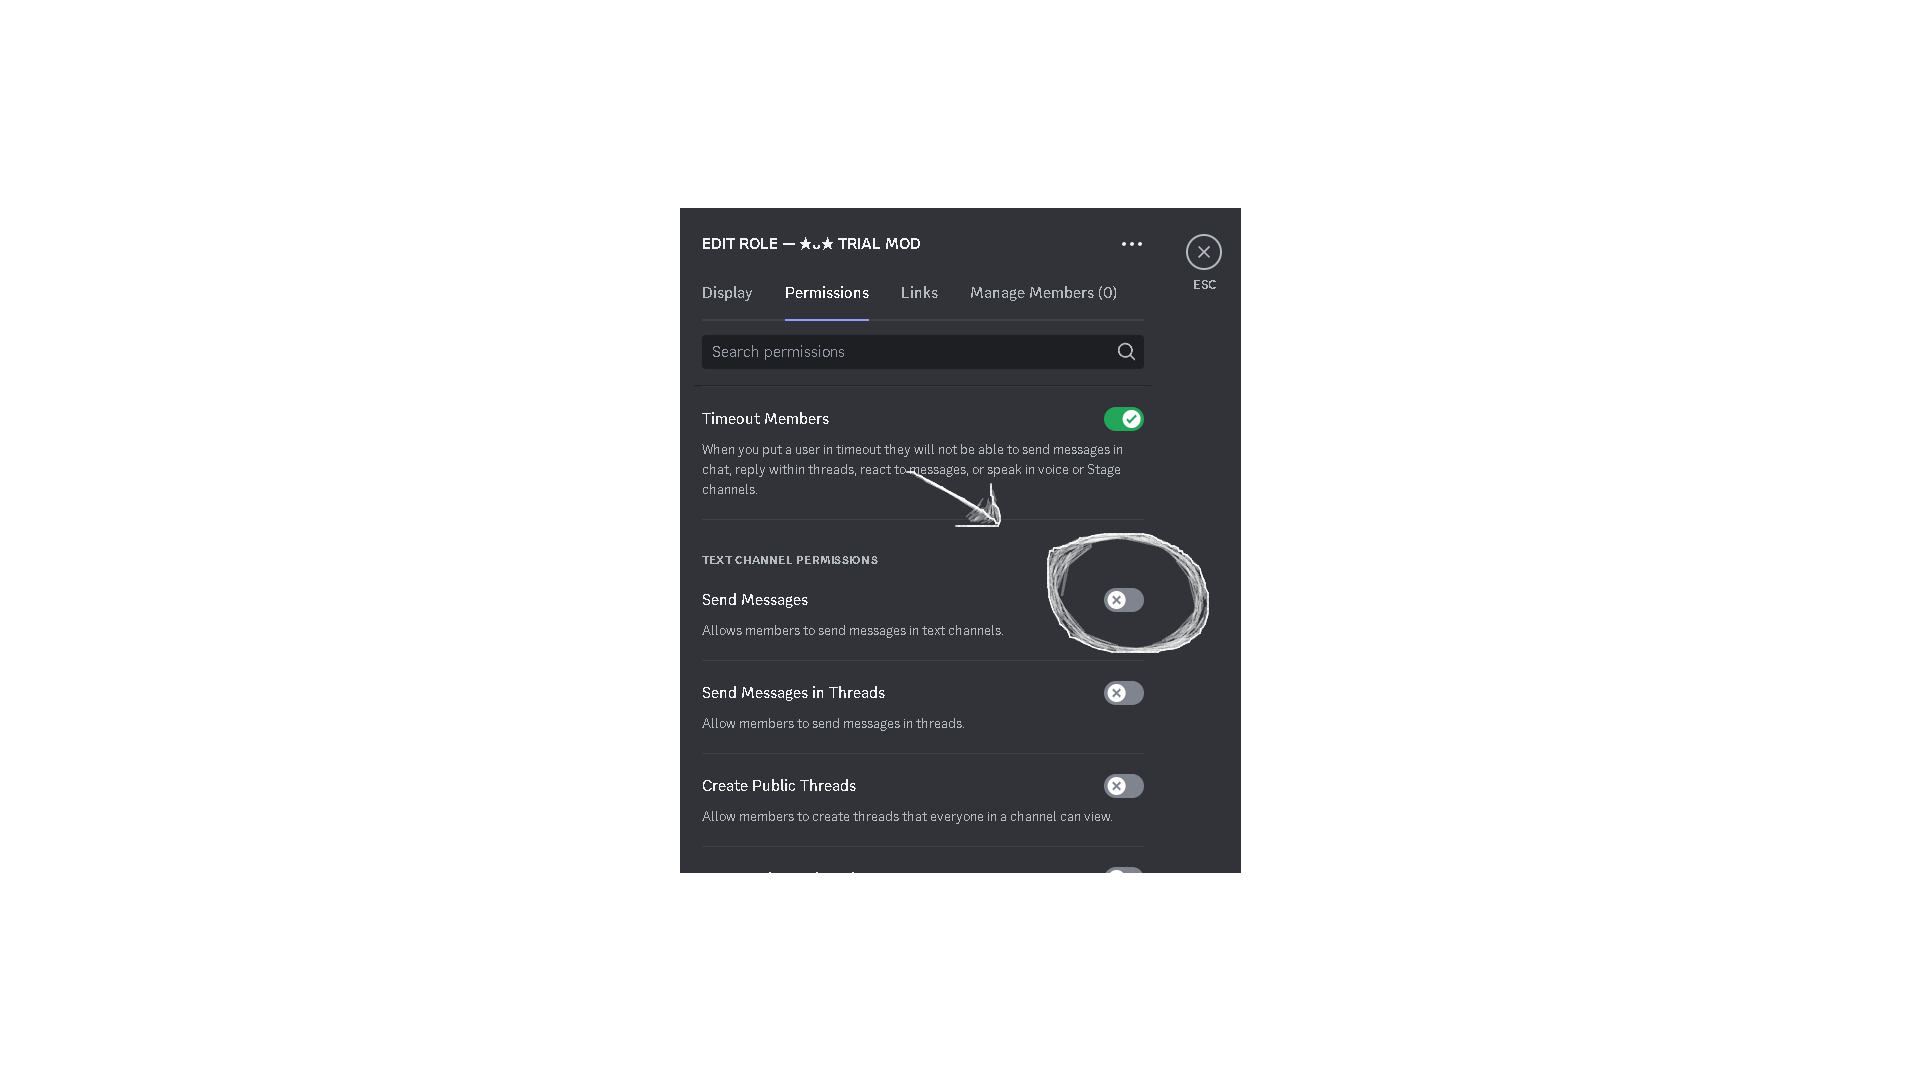 EDIT ROLE — ★ᴗ★ TRIAL MOD
ESC
Display Permissions Links Manage Members (0)
Search permissions
Timeout Members
When you put a user in timeout they will not be able to send messages in
chat, reply within threads, react to messages, or speak in voice or Stage
channels.
TEXT CHANNEL PERMISSIONS
Send Messages
Allows members to send messages in text channels.
Send Messages in Threads
Allow members to send messages in threads.
Create Public Threads
Allow members to create threads that everyone in a channel can view.